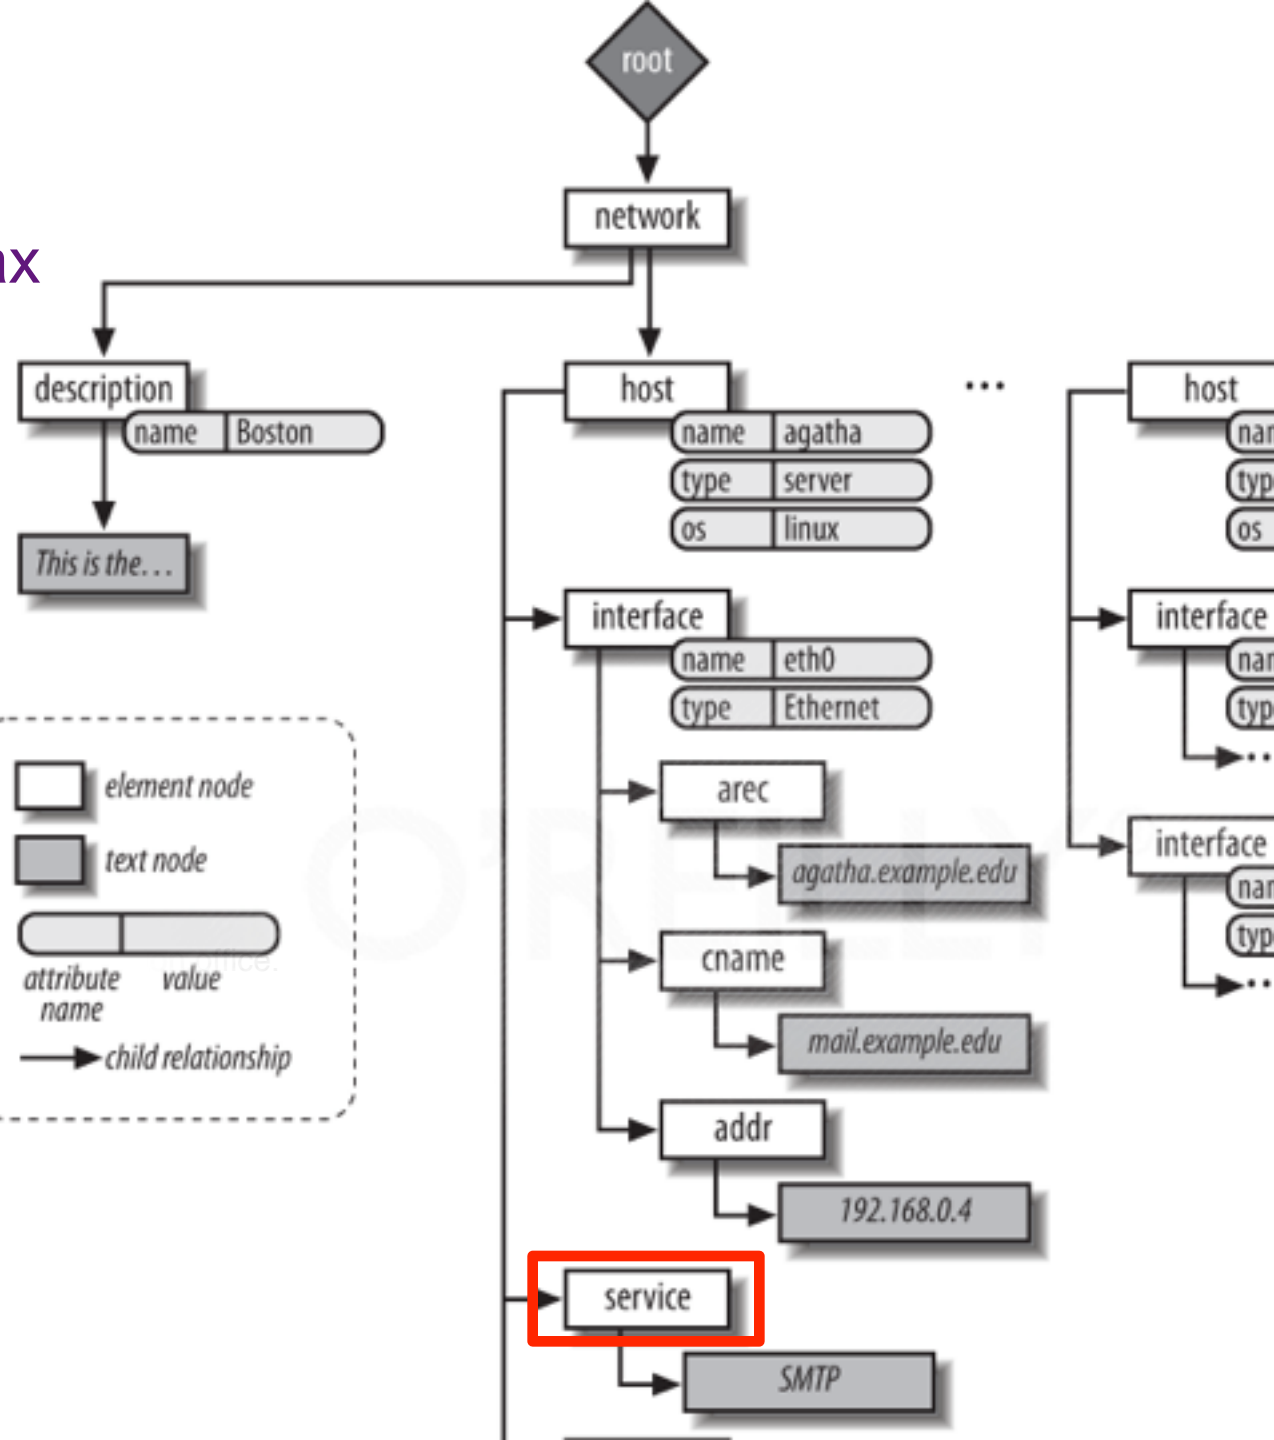 root
network
ax
description
name Boston
This is the...
host
name agatha
type server
os linux
...
host
interface
name eth0
type Ethernet
interface
arec
agatha.example.edu
cname
mail.example.edu
addr
192.168.0.4
interface
service
SMTP
element node
text node
attribute name
value
child relationship
O'REILLY
office.